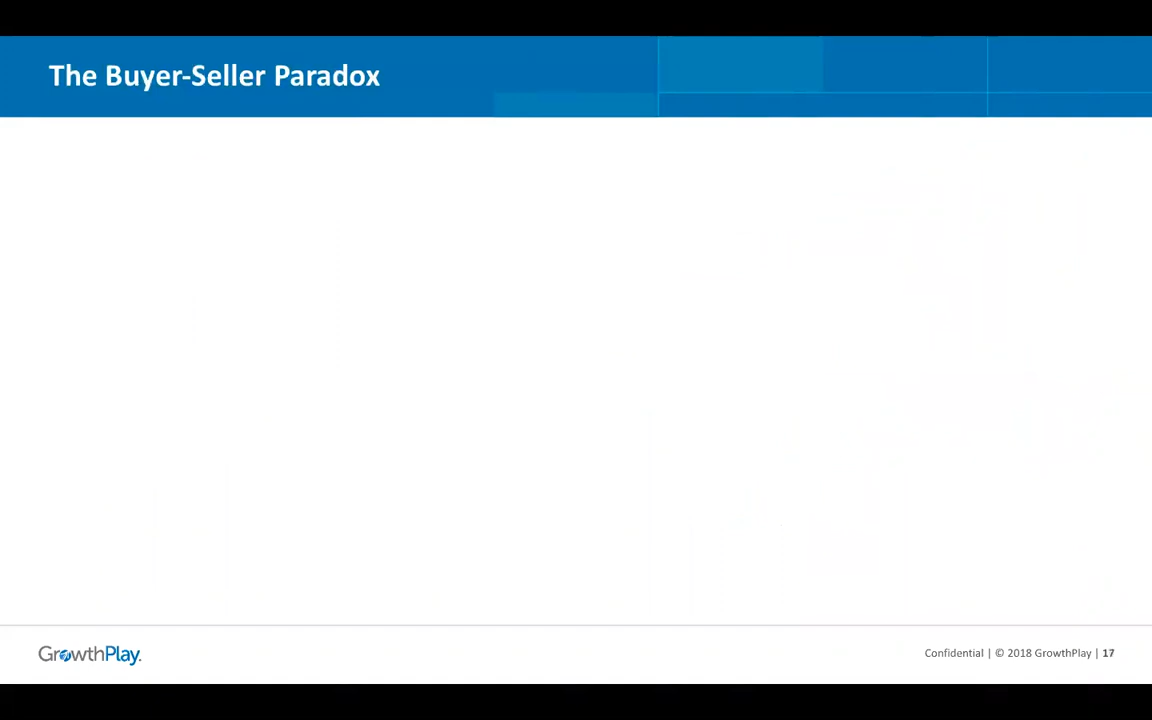 The Buyer-Seller Paradox
GrowthPlay.
Confidential | © 2018 GrowthPlay | 17